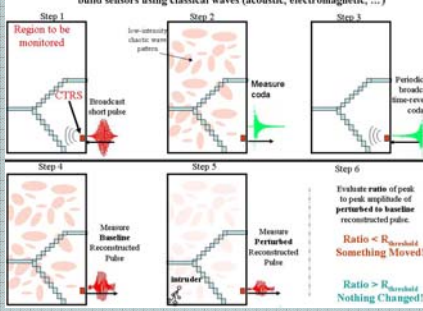 build sensors using classical waves (acoustic, electromagnetic, ...)
Step 1
Region to be
monitored
CTRS
Broadcast
short pulse
Step 2
low-intensity
chaotic wave
pattern
Measure
coda
Step 3
Periodic
broadc
time-rever
coda
Step 4
Measure
Baseline
Reconstructed
Pulse
Step 5
intruder
Measure
Perturbed
Reconstructed
Pulse
Step 6
Evaluate ratio of peak
to peak amplitude of
perturbed to baseline
reconstructed pulse.
Ratio < Rthreshold
Something Moved!
Ratio > Rthreshold
Nothing Changed!